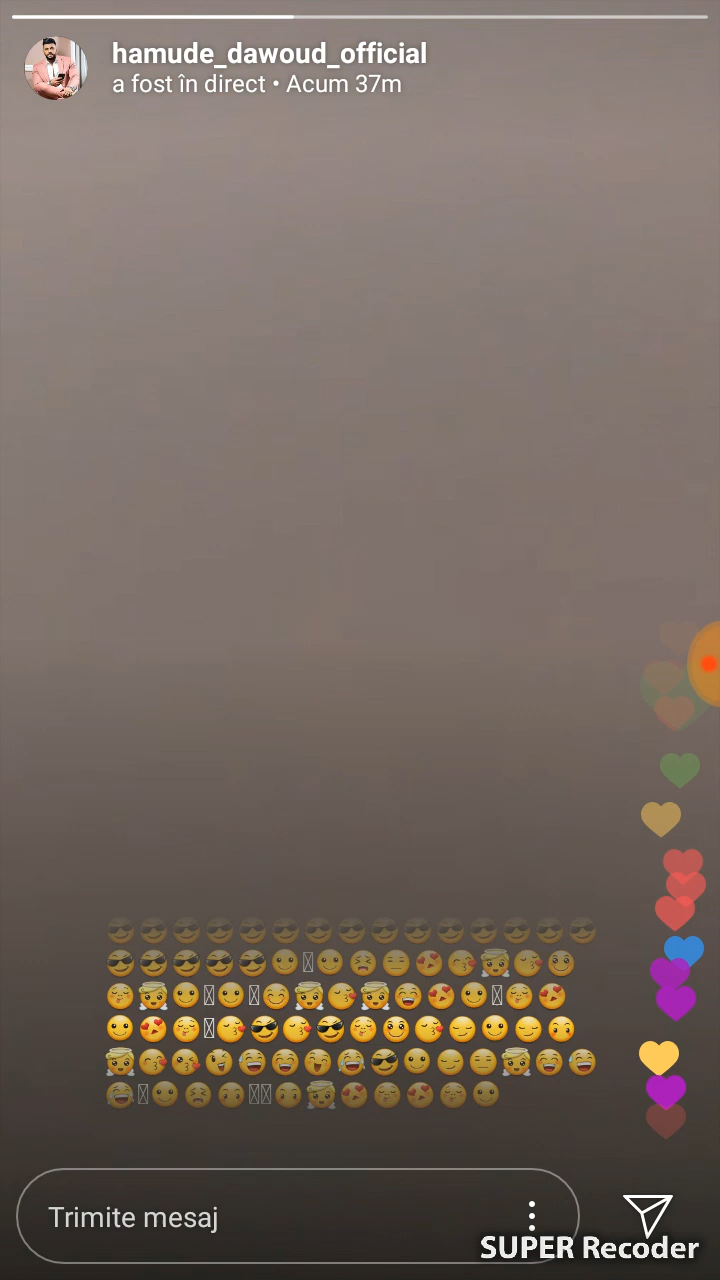 hamude_dawoud_official
a fost în direct • Acum 37m
Trimite mesaj
SUPER Recoder